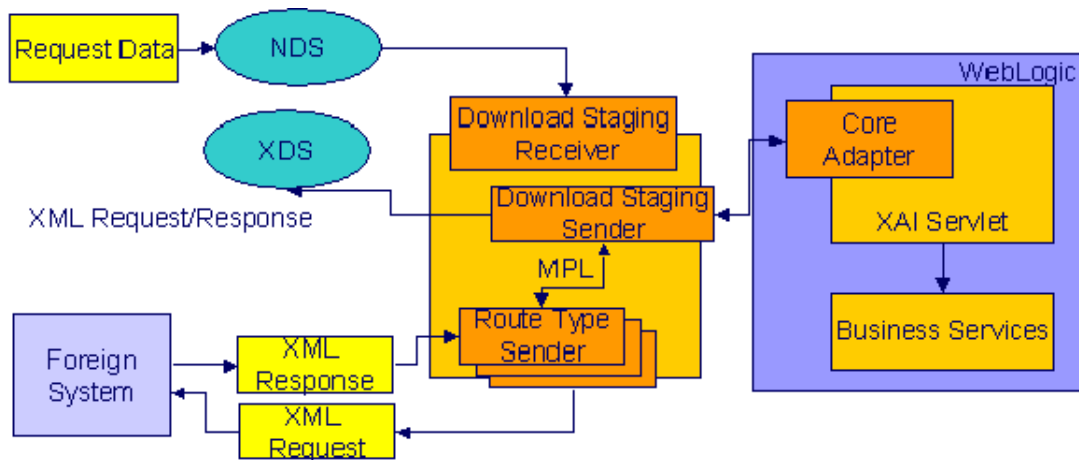 Request Data
NDS
WebLogic
Download Staging
Receiver
Core
Adapter
XDS
Download Staging
Sender
XML Request/Response
XAI Servlet
MPL
Route Type
Sender
Business Services
Foreign
System
XML
Response
XML
Request